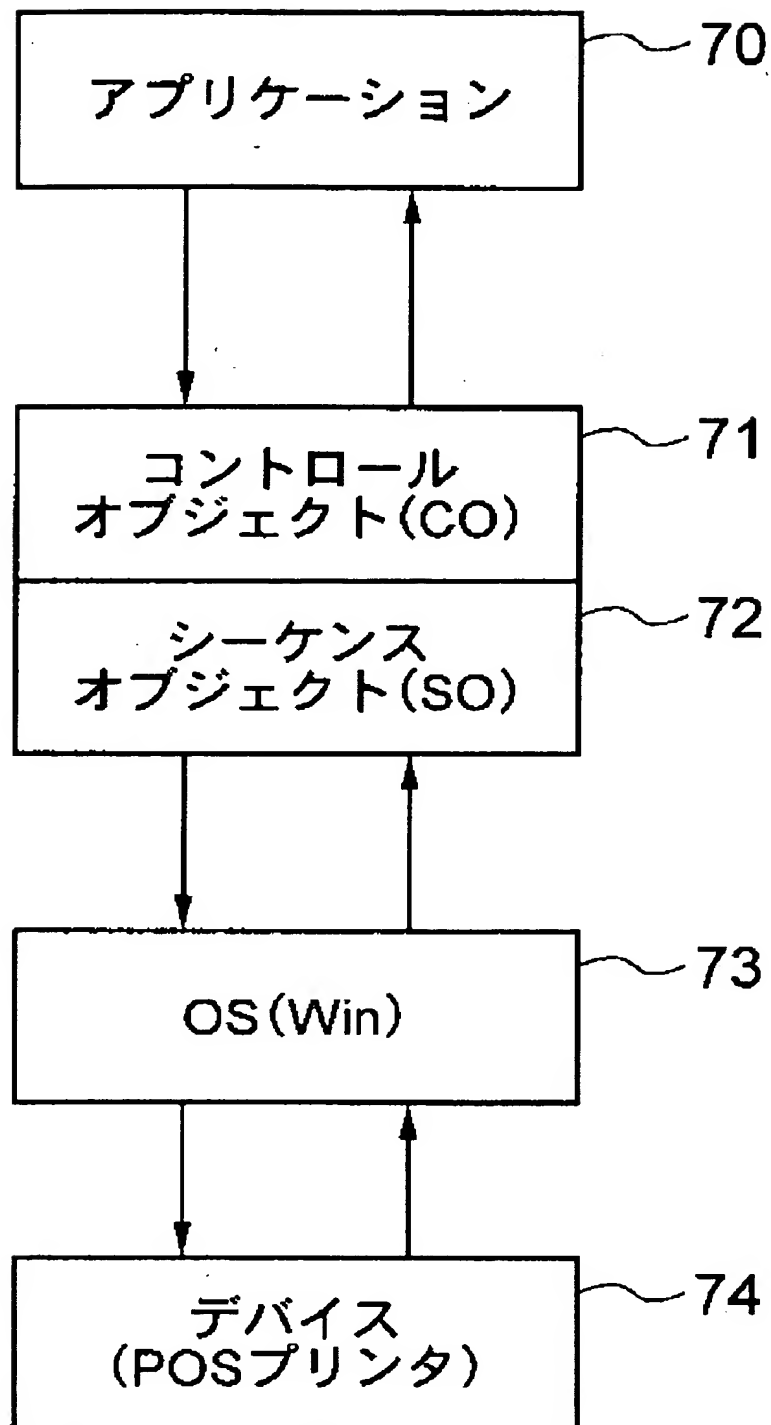 アプリケーション
70
コントロール
オブジェクト(CO)
71
シーケンス
オブジェクト(SO)
72
OS(Win)
73
デバイス
(POSプリンタ)
74